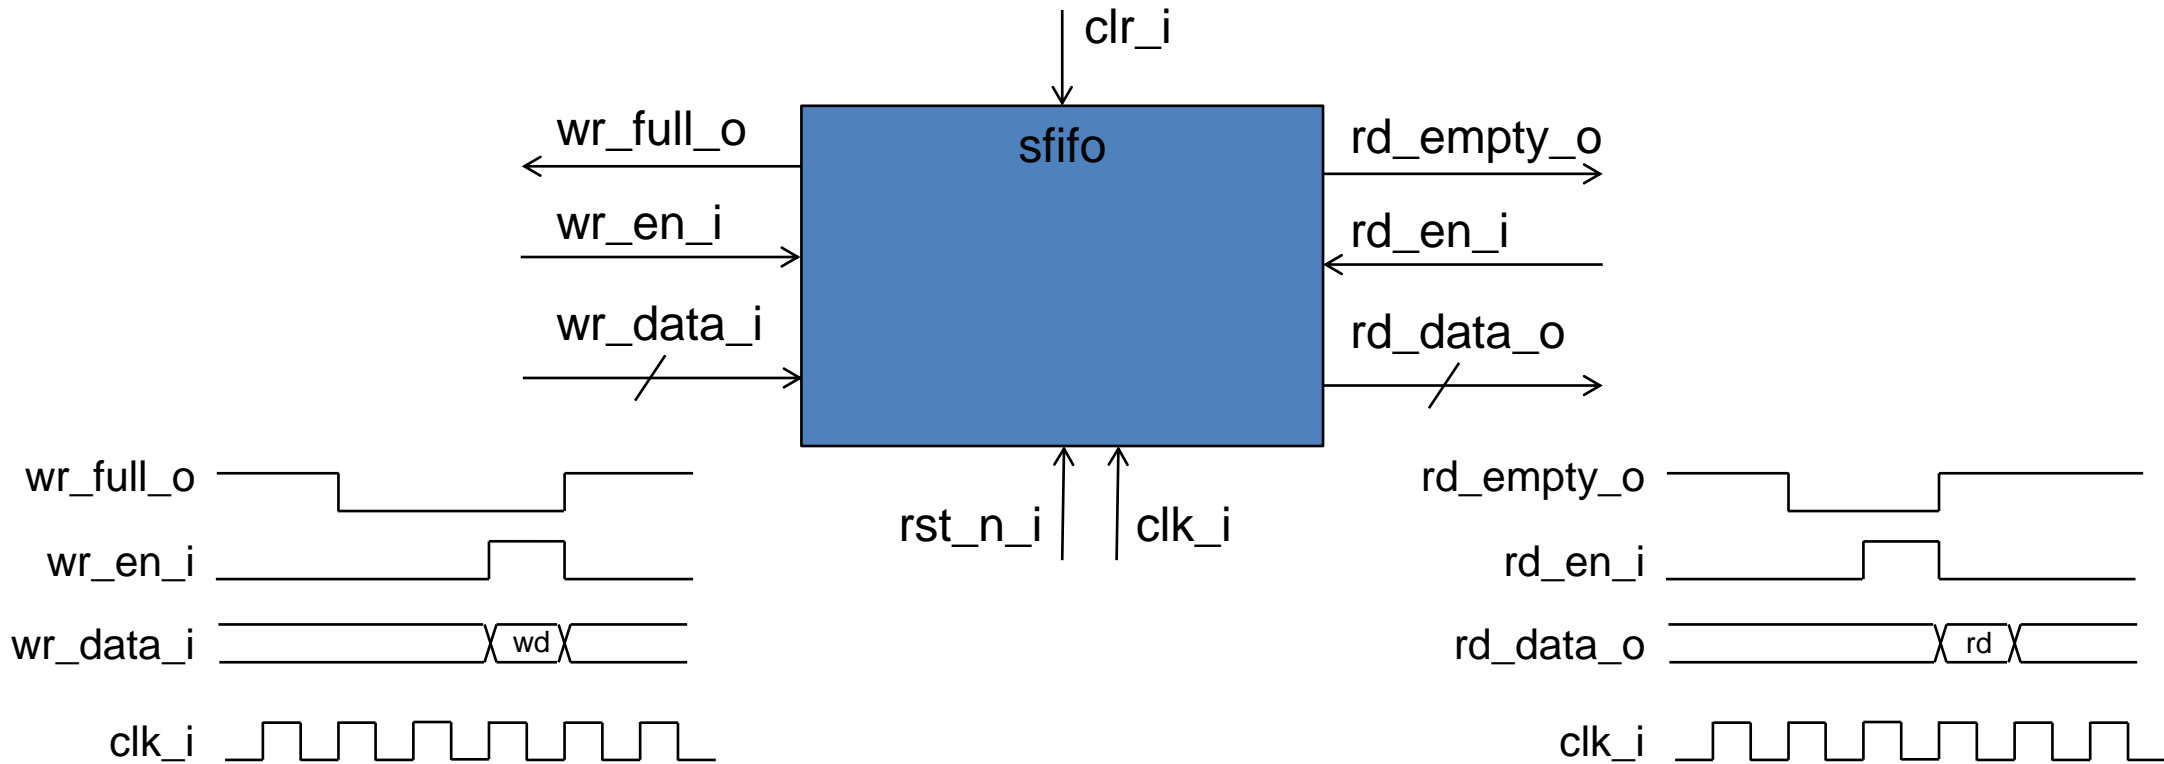 clr_i
sfifo
wr_full_o
wr_en_i
wr_data_i
rd_empty_o
rd_en_i
rd_data_o
rst_n_i
clk_i
wr_full_o
wr_en_i
wr_data_i
wd
clk_i
rd_empty_o
rd_en_i
rd_data_o
rd
clk_i